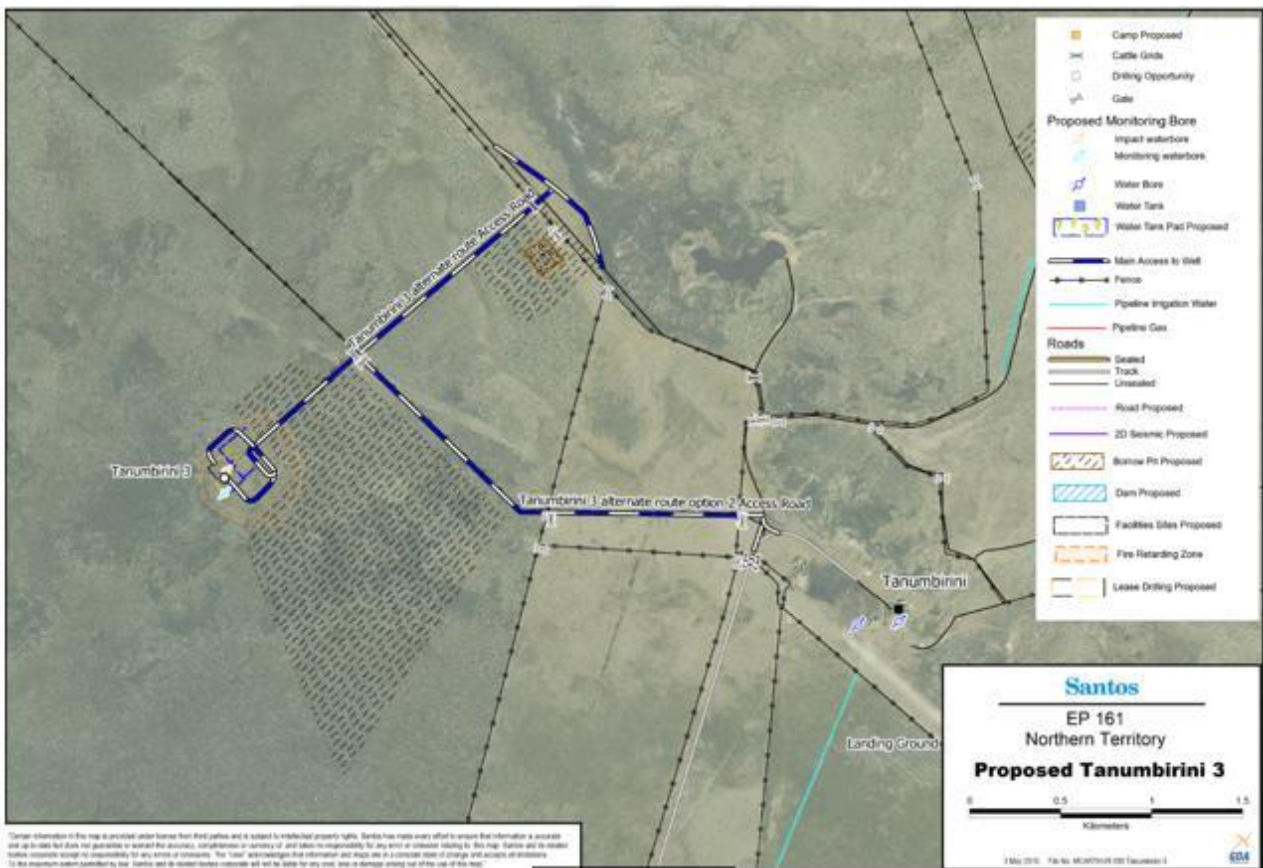 Camp Proposed
Cattle Grids
Drilling Opportunity
Gate
Proposed Monitoring Bore
Impact waterbore
Monitoring waterbore
Water Bore
Water Tank
Water Tank Pad Proposed
Main Access to Well
Fence
Pipeline Irrigation Water
Pipeline Gas
Roads
Sealed
Track
Unsealed
Road Proposed
2D Seismic Proposed
Borrow Pit Proposed
Dam Proposed
Facilities Sites Proposed
Fire Retarding Zone
Lease Drilling Proposed
Tanumbirini 3 alternate route Access Road
Tanumbirini 3
Tanumbirini 3 alternate route option 2 Access Road
Tanumbirini
Landing Ground
Santos
EP 161
Northern Territory
Proposed Tanumbirini 3
0 0.5 1 1.5
Kilometers